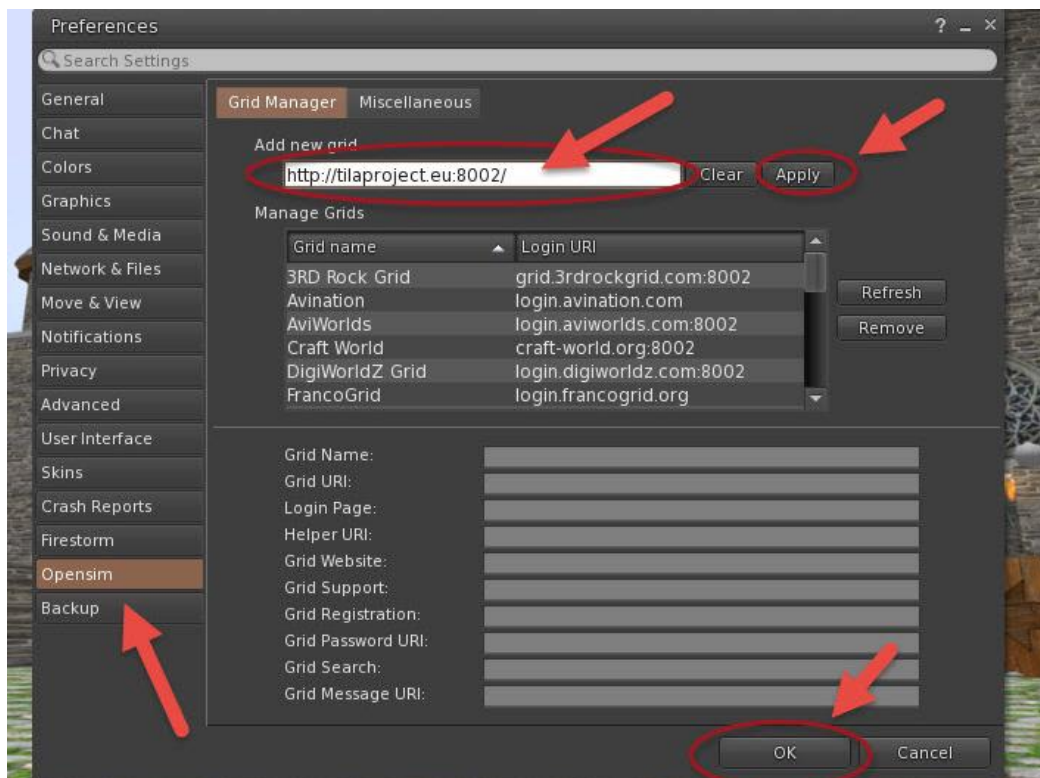 Preferences
? _ ×
Search Settings
General
Chat
Colors
Graphics
Sound & Media
Network & Files
Move & View
Notifications
Privacy
Advanced
User Interface
Skins
Crash Reports
Firestorm
Opensim
Backup
Grid Manager Miscellaneous
Add new grid
http://tilaproject.eu:8002/ Clear Apply
Manage Grids
Grid name Login URI
3RD Rock Grid grid.3rdrockgrid.com:8002
Avination login.avination.com
AviWorlds login.aviworlds.com:8002
Craft World craft-world.org:8002
DigiWorldZ Grid login.digiworldz.com:8002
FrancoGrid login.francogrid.org
Refresh
Remove
Grid Name:
Grid URI:
Login Page:
Helper URI:
Grid Website:
Grid Support:
Grid Registration:
Grid Password URI:
Grid Search:
Grid Message URI:
OK Cancel